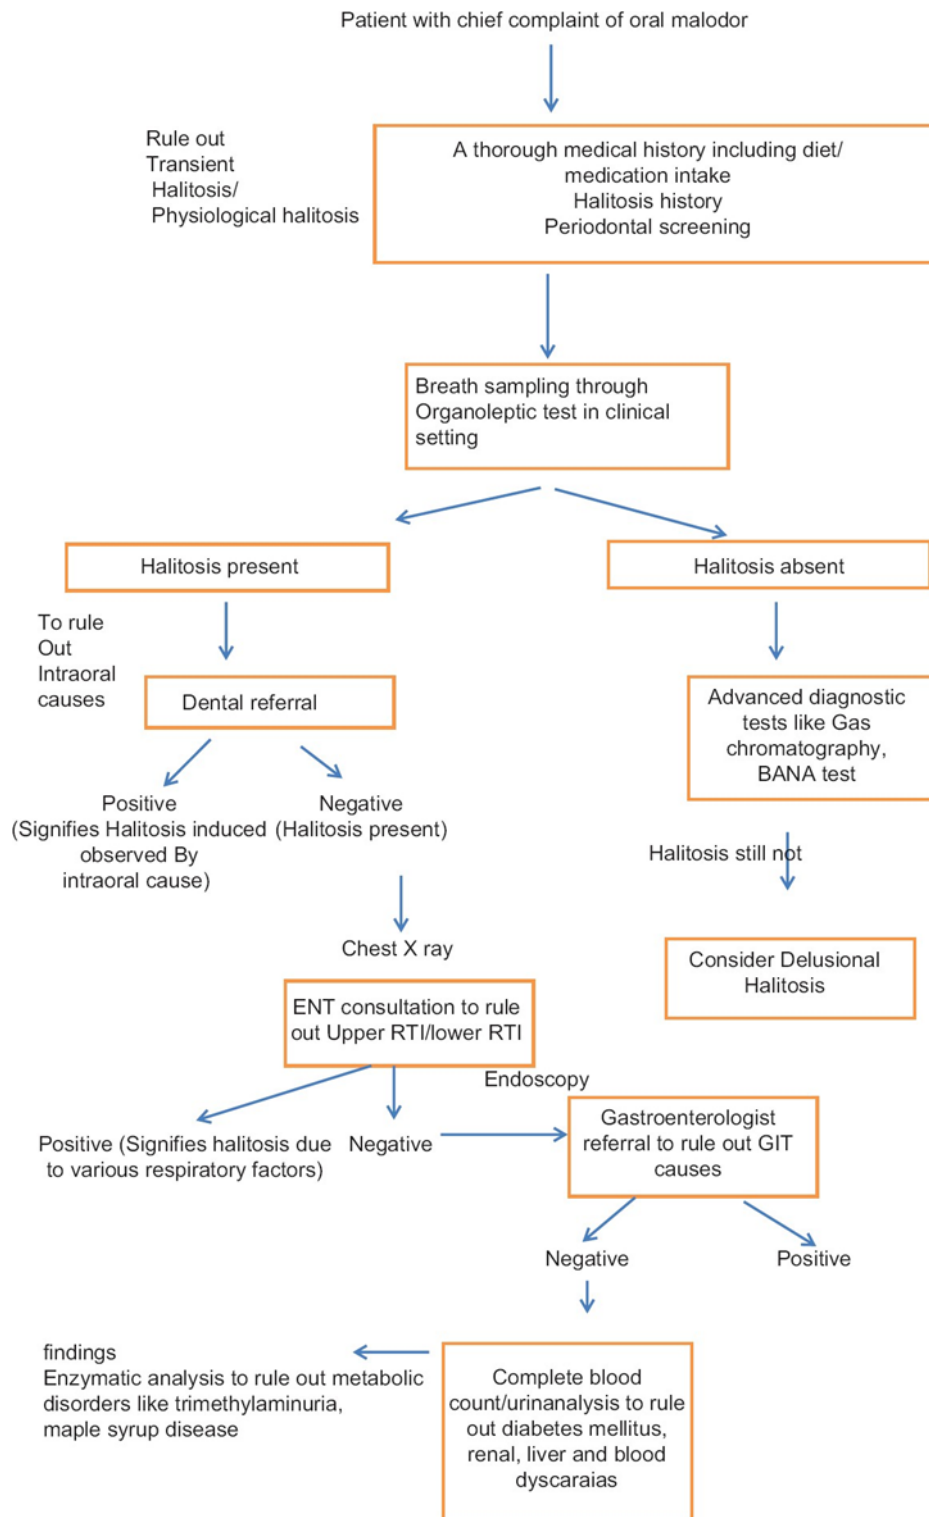 Patient with chief complaint of oral malodor
Rule out
Transient
Halitosis/
Physiological halitosis
A thorough medical history including diet/
medication intake
Halitosis history
Periodontal screening
Breath sampling through
Organoleptic test in clinical
setting
Halitosis present
Halitosis absent
To rule
Out
Intraoral
causes
Dental referral
Advanced diagnostic
tests like Gas
chromatography,
BANA test
Positive
(Signifies Halitosis induced
observed By
intraoral cause)
Negative
(Halitosis present)
Halitosis still not
Chest X ray
Consider Delusional
Halitosis
ENT consultation to rule
out Upper RTI/lower RTI
Endoscopy
Positive (Signifies halitosis due
to various respiratory factors)
Negative
Gastroenterologist
referral to rule out GIT
causes
Negative
Positive
findings
Enzymatic analysis to rule out metabolic
disorders like trimethylaminuria,
maple syrup disease
Complete blood
count/urinanalysis to rule
out diabetes mellitus,
renal, liver and blood
dyscaraias